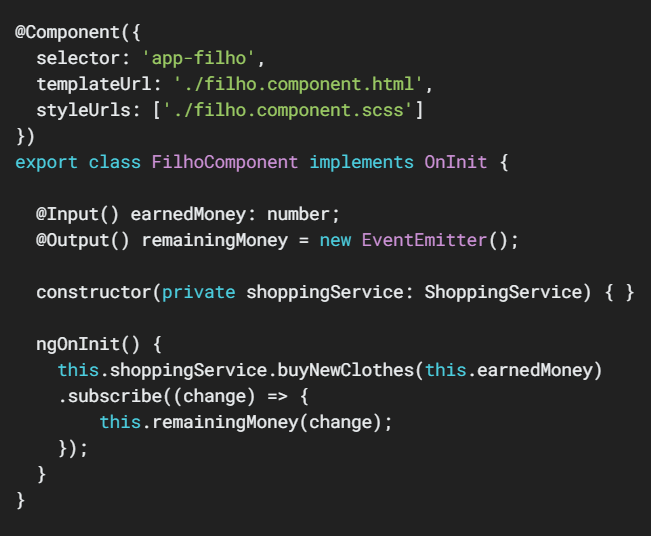 @Component({
  selector: 'app-filho',
  templateUrl: './filho.component.html',
  styleUrls: ['./filho.component.scss']
})
export class FilhoComponent implements OnInit {

  @Input() earnedMoney: number;
  @Output() remainingMoney = new EventEmitter();

  constructor(private shoppingService: ShoppingService) { }

  ngOnInit() {
    this.shoppingService.buyNewClothes(this.earnedMoney)
    .subscribe((change) => {
        this.remainingMoney(change);
    });
  }
}